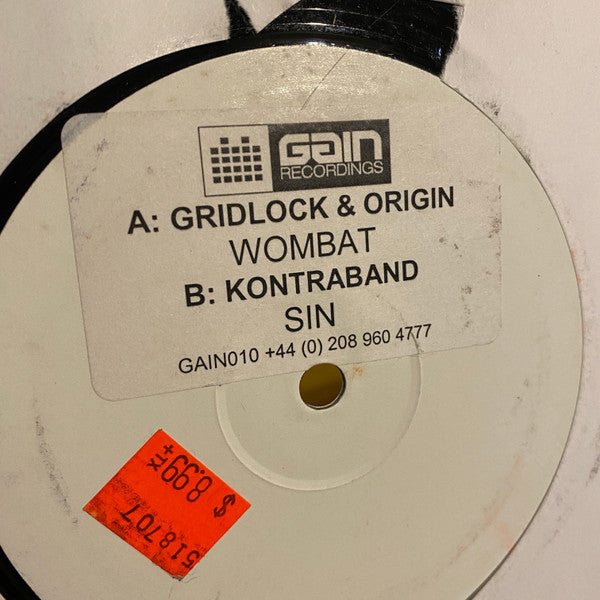 Gain
RECORDINGS
A: GRIDLOCK & ORIGIN
WOMBAT
B: KONTRABAND
SIN
GAIN010 +44 (0) 208 960 4777
$ 8.99+TX
518707